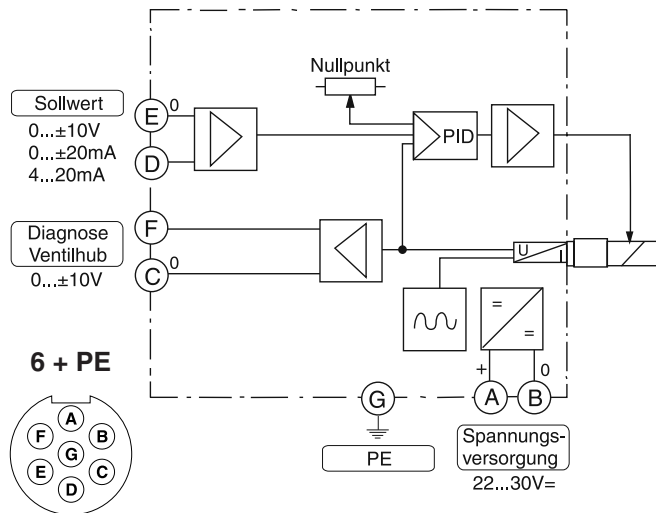 Nullpunkt
Sollwert
0...±10V
0...±20mA
4...20mA
E 0
D
PID
F
Diagnose
Ventilhub
0...±10V
C 0
U
L
=
=
+
0
A
B
G
PE
Spannungs-
versorgung
22...30V=
6 + PE
A
F
B
G
E
C
D